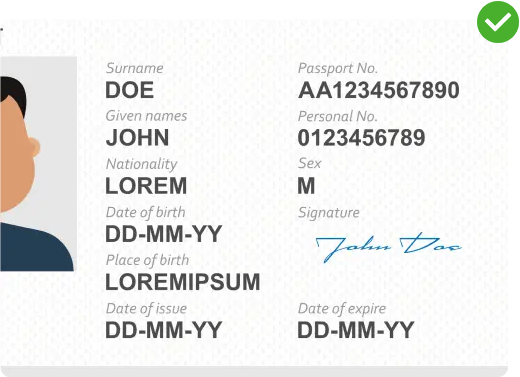 Surname
DOE
Given names
JOHN
Nationality
LOREM
Date of birth
DD-MM-YY
Place of birth
LOREMIPSUM
Date of issue
DD-MM-YY
Passport No.
AA1234567890
Personal No.
0123456789
Sex
M
Signature
John Doe
Date of expire
DD-MM-YY